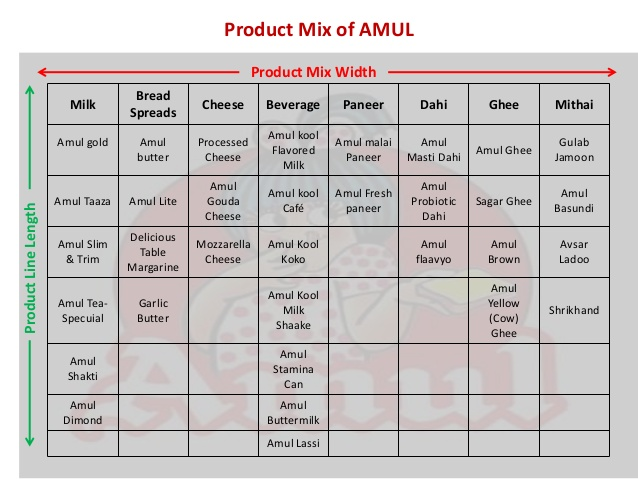 Product Mix of AMUL
Product Mix Width
Product Line Length
Milk
Bread
Spreads
Cheese
Beverage
Paneer
Dahi
Ghee
Mithai
Amul gold
Amul
butter
Processed
Cheese
Amul kool
Flavored
Milk
Amul malai
Paneer
Amul
Masti Dahi
Amul Ghee
Gulab
Jamoon
Amul Taaza
Amul Lite
Amul
Gouda
Cheese
Amul kool
Café
Amul Fresh
paneer
Amul
Probiotic
Dahi
Sagar Ghee
Amul
Basundi
Amul Slim
& Trim
Delicious
Table
Margarine
Mozzarella
Cheese
Amul Kool
Koko
Amul
flaavyo
Amul
Brown
Avsar
Ladoo
Amul Tea-
Specuial
Garlic
Butter
Amul Kool
Milk
Shaake
Amul
Yellow
(Cow)
Ghee
Shrikhand
Amul
Shakti
Amul
Stamina
Can
Amul
Dimond
Amul
Buttermilk
Amul Lassi
Amul